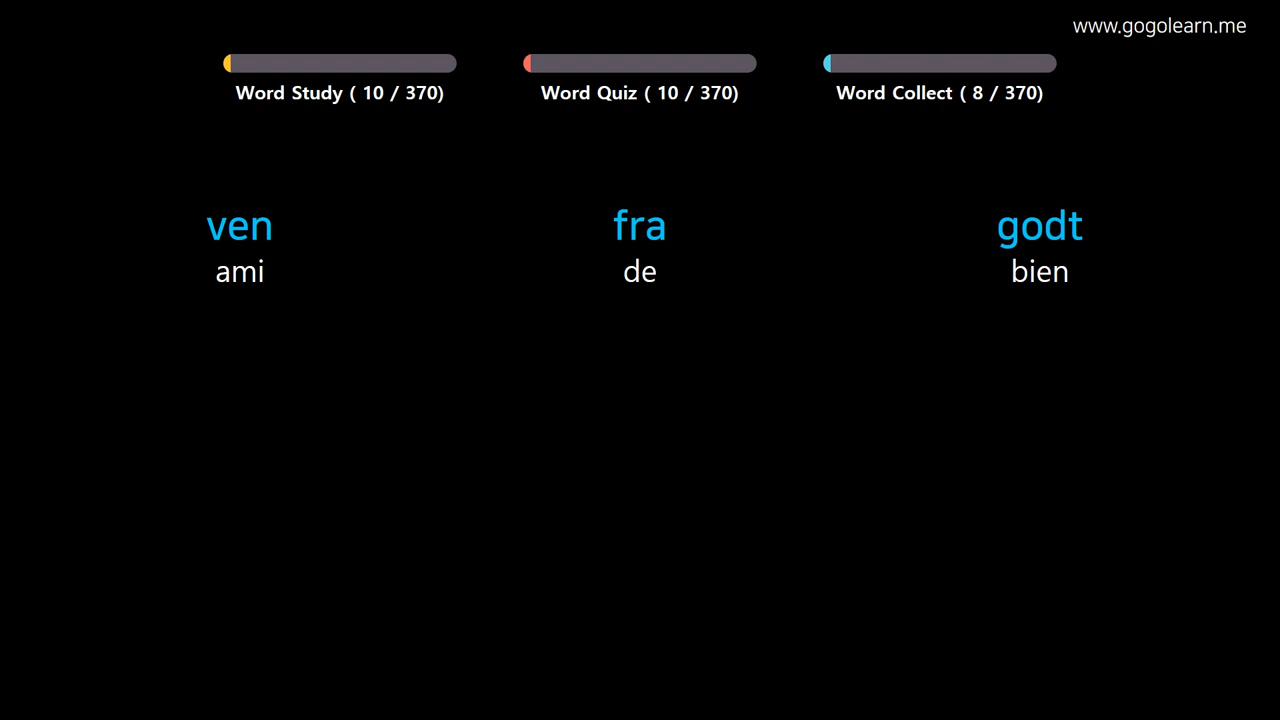 www.gogolearn.me
Word Study ( 10 / 370)
Word Quiz ( 10 / 370)
Word Collect ( 8 / 370)
ven
ami
fra
de
godt
bien